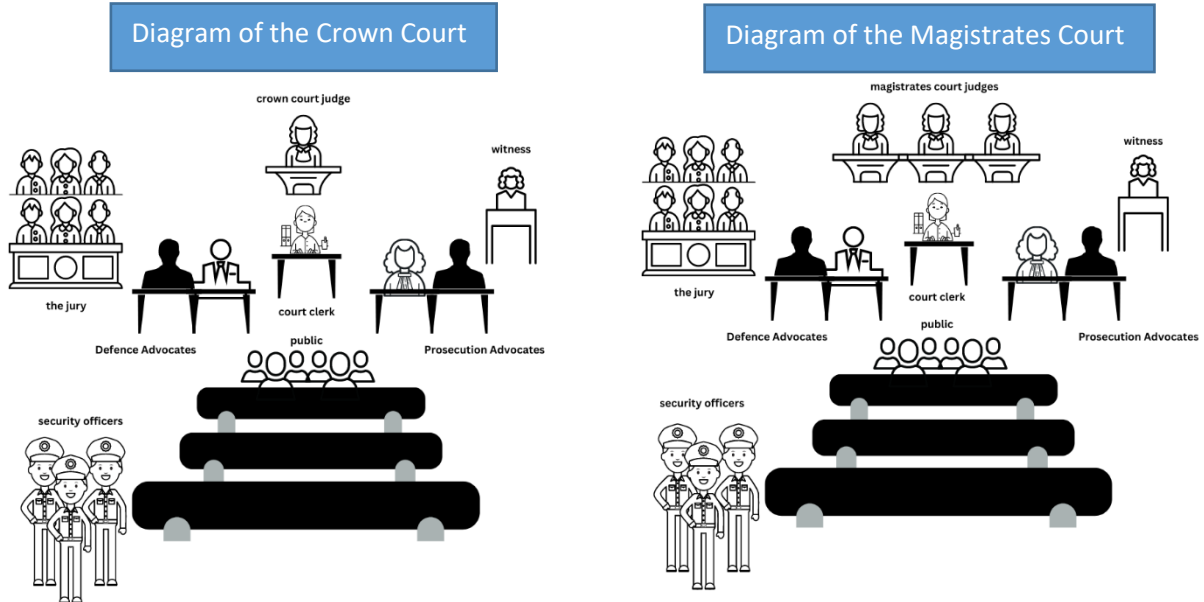 Diagram of the Crown Court
crown court judge
witness
the jury
court clerk
Defence Advocates
public
Prosecution Advocates
security officers
Diagram of the Magistrates Court
magistrates court judges
witness
the jury
court clerk
public
Defence Advocates
Prosecution Advocates
security officers